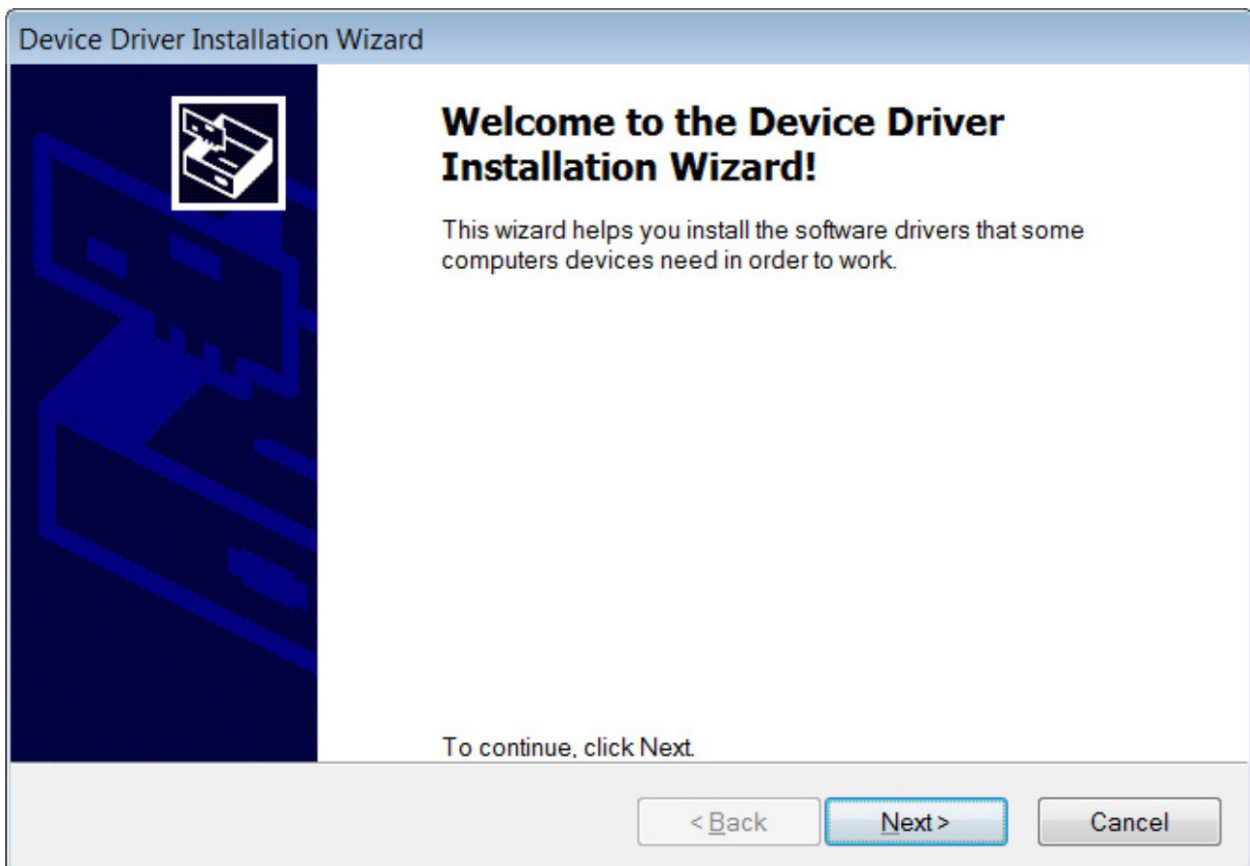 Device Driver Installation Wizard
Welcome to the Device Driver
Installation Wizard!
This wizard helps you install the software drivers that some
computers devices need in order to work.
To continue, click Next.
< Back
Next >
Cancel